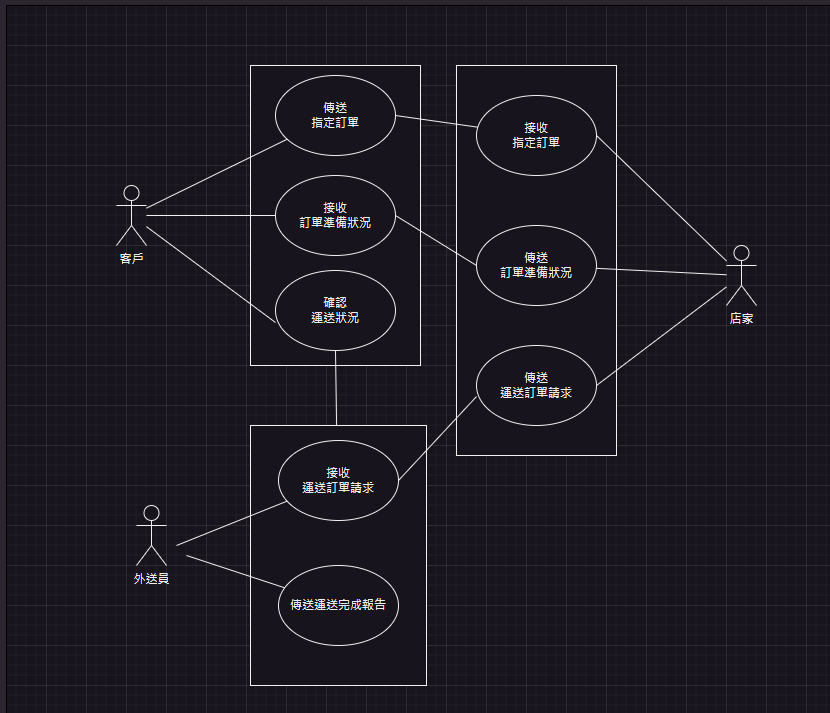 傳送
指定訂單
接收
指定訂單
接收
訂單準備狀況
客戶
傳送
訂單準備狀況
確認
運送狀況
店家
傳送
運送訂單請求
接收
運送訂單請求
外送員
傳送運送完成報告